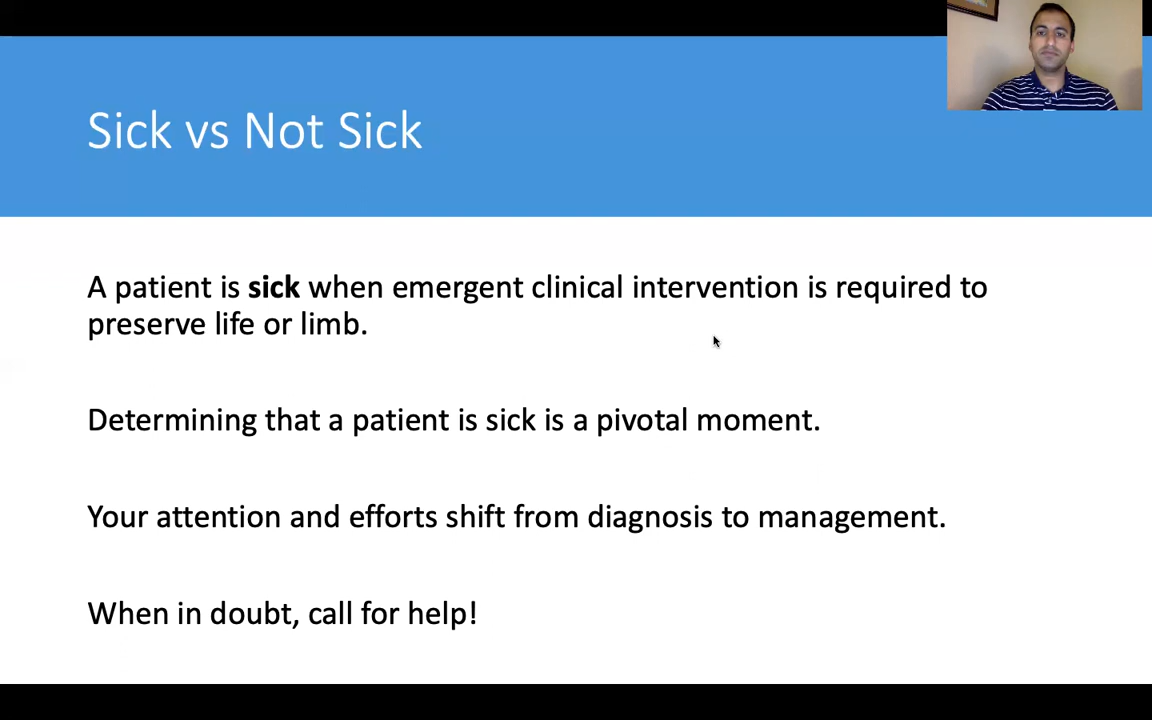 Sick vs Not Sick
A patient is sick when emergent clinical intervention is required to
preserve life or limb.
Determining that a patient is sick is a pivotal moment.
Your attention and efforts shift from diagnosis to management.
When in doubt, call for help!